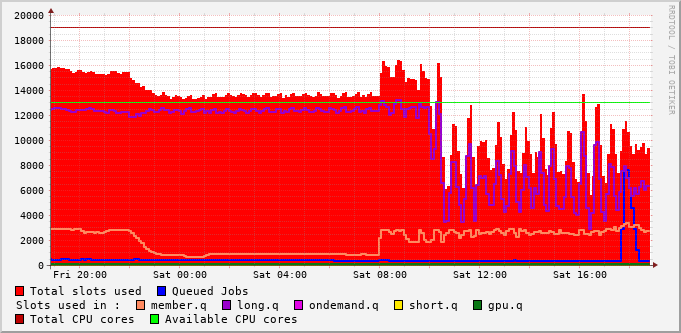 20000
18000
16000
14000
12000
10000
8000
6000
4000
2000
0
Fri 20:00 Sat 00:00 Sat 04:00 Sat 08:00 Sat 12:00 Sat 16:00
RRDTOOL / TOBI OETIKER
Total slots used Queued Jobs
Slots used in : member.q long.q ondemand.q short.q gpu.q
Total CPU cores Available CPU cores